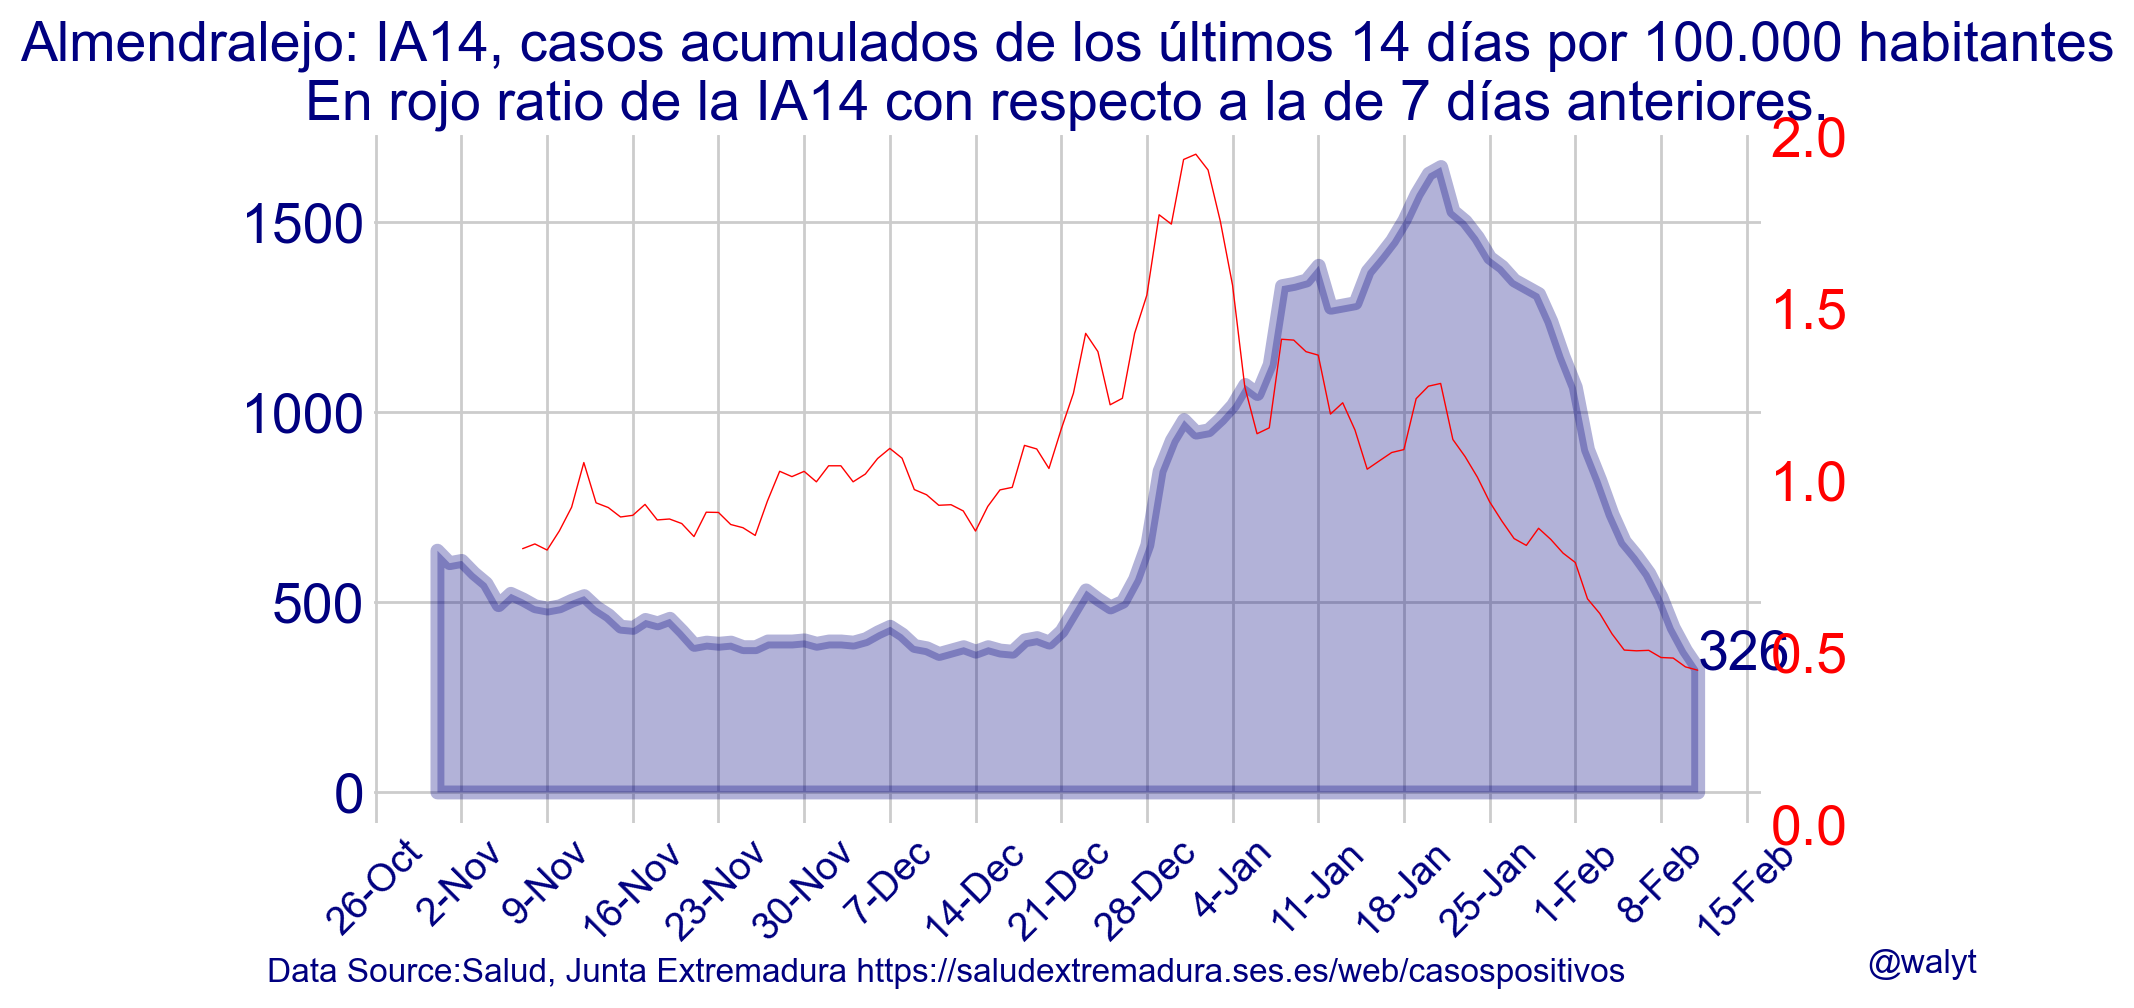 Almendralejo: IA14, casos acumulados de los últimos 14 días por 100.000 habitantes
En rojo ratio de la IA14 con respecto a la de 7 días anteriores.
2.0
1500
1.5
1000
1.0
500
326
0.5
0
0.0
26-Oct
2-Nov
9-Nov
16-Nov
23-Nov
30-Nov
7-Dec
14-Dec
21-Dec
28-Dec
4-Jan
11-Jan
18-Jan
25-Jan
1-Feb
8-Feb
15-Feb
Data Source:Salud, Junta Extremadura https://saludextremadura.ses.es/web/casospositivos
@walyt